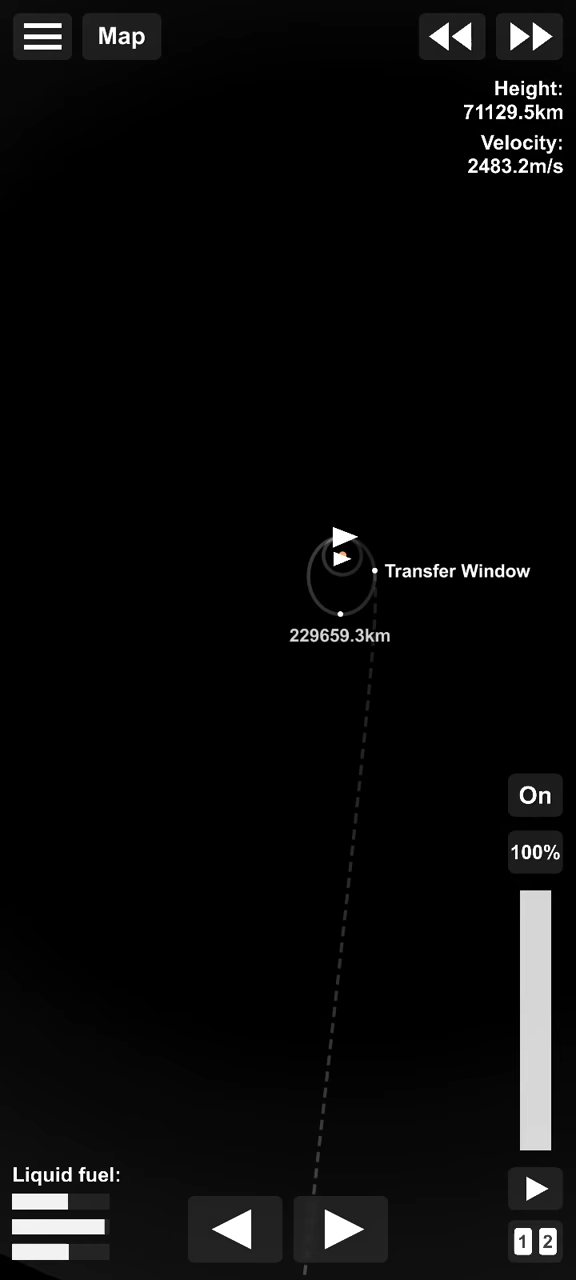 Map
Height:
71129.5km
Velocity:
2483.2m/s
Transfer Window
229659.3km
On
100%
Liquid fuel:
1 2